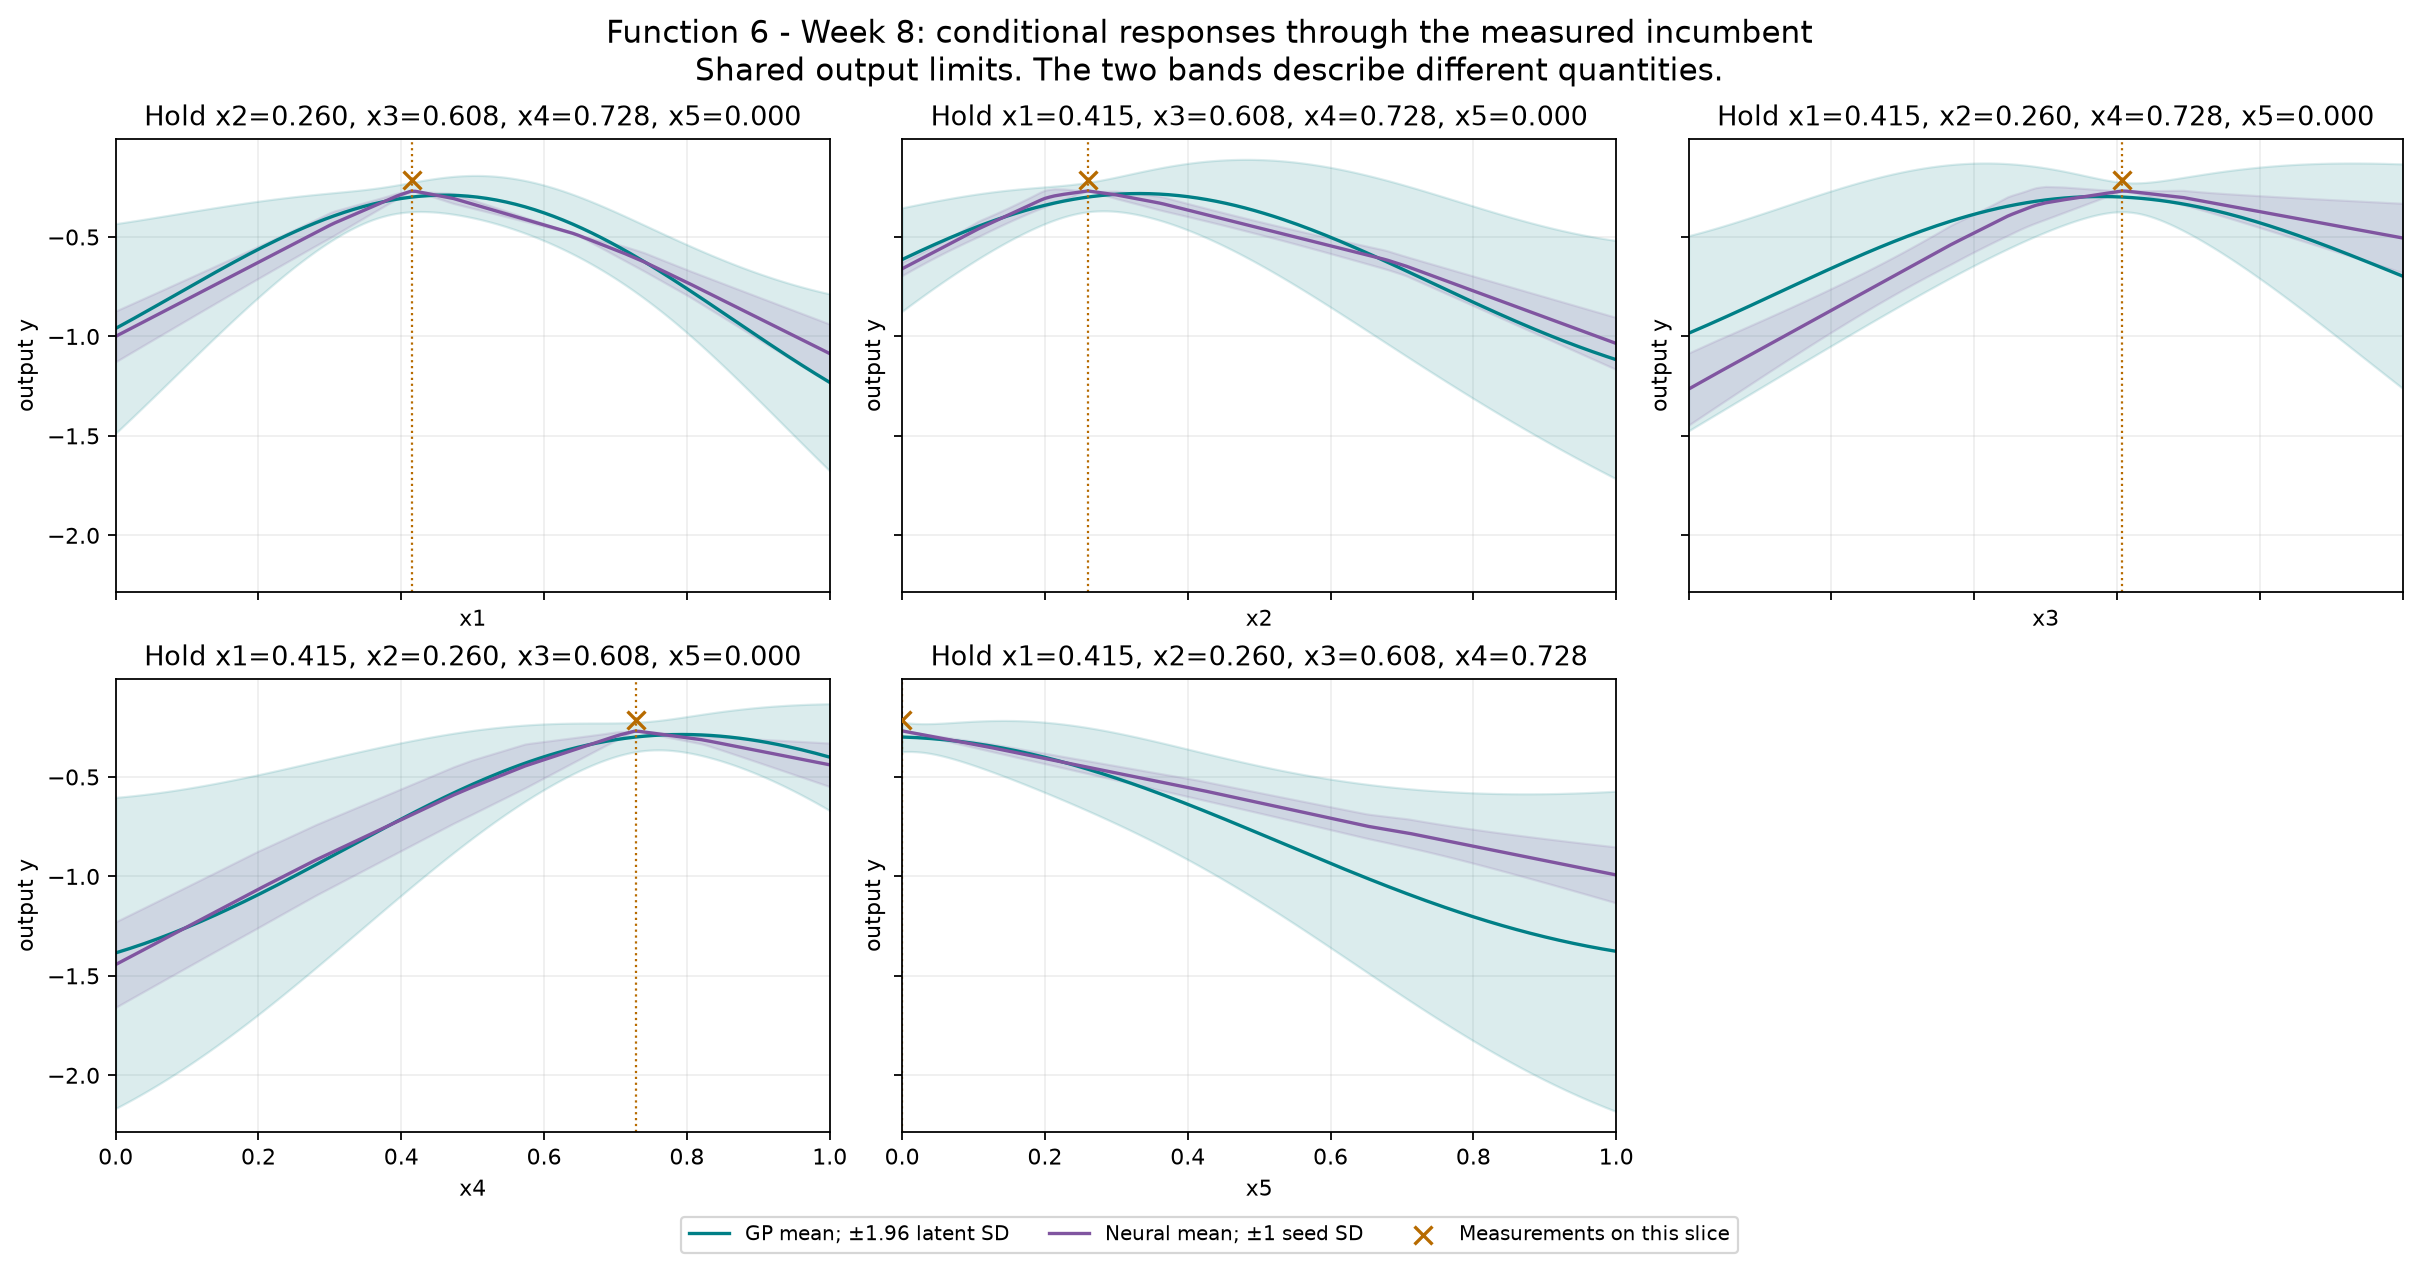 Function 6 - Week 8: conditional responses through the measured incumbent
Shared output limits. The two bands describe different quantities.
Hold x2=0.260, x3=0.608, x4=0.728, x5=0.000
Hold x1=0.415, x3=0.608, x4=0.728, x5=0.000
Hold x1=0.415, x2=0.260, x4=0.728, x5=0.000
output y
−0.5
−1.0
−1.5
−2.0
x1
output y
x2
output y
x3
Hold x1=0.415, x2=0.260, x3=0.608, x5=0.000
Hold x1=0.415, x2=0.260, x3=0.608, x4=0.728
output y
−0.5
−1.0
−1.5
−2.0
0.0 0.2 0.4 0.6 0.8 1.0
x4
output y
0.0 0.2 0.4 0.6 0.8 1.0
x5
GP mean; ±1.96 latent SD
Neural mean; ±1 seed SD
Measurements on this slice